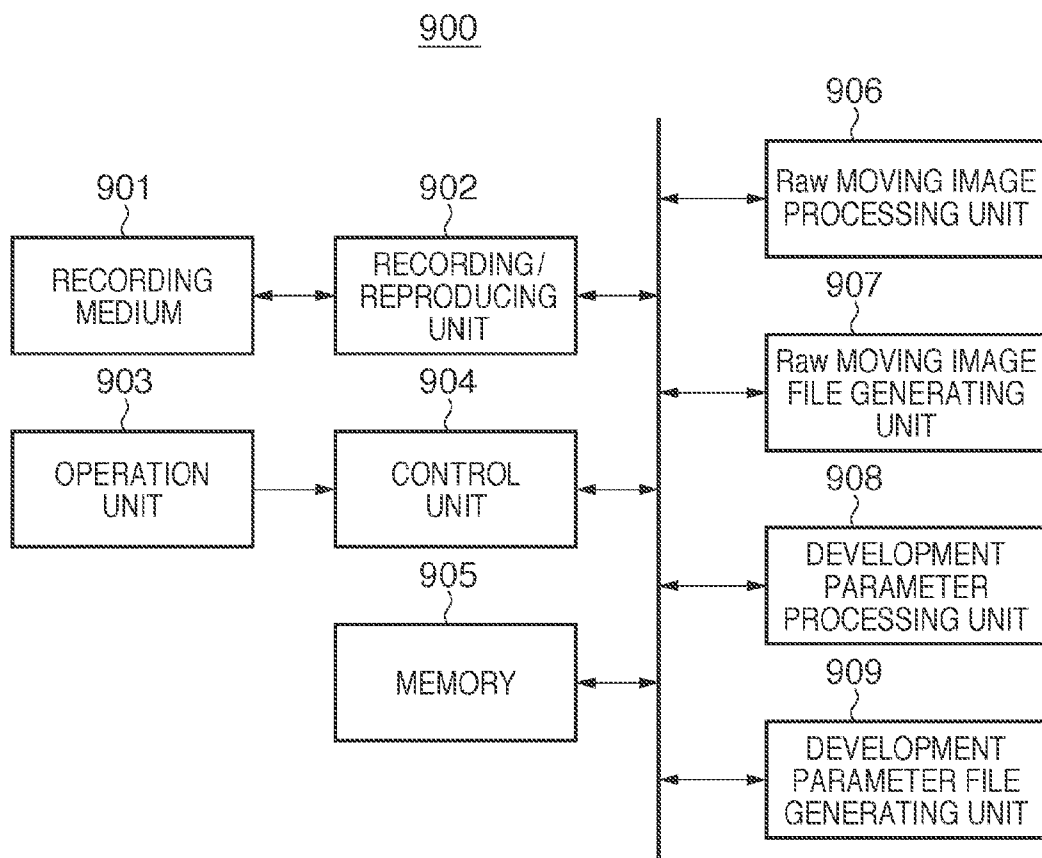 900
901
RECORDING
MEDIUM
902
RECORDING/
REPRODUCING
UNIT
903
OPERATION
UNIT
904
CONTROL
UNIT
905
MEMORY
906
Raw MOVING IMAGE
PROCESSING UNIT
907
Raw MOVING IMAGE
FILE GENERATING
UNIT
908
DEVELOPMENT
PARAMETER
PROCESSING UNIT
909
DEVELOPMENT
PARAMETER FILE
GENERATING UNIT